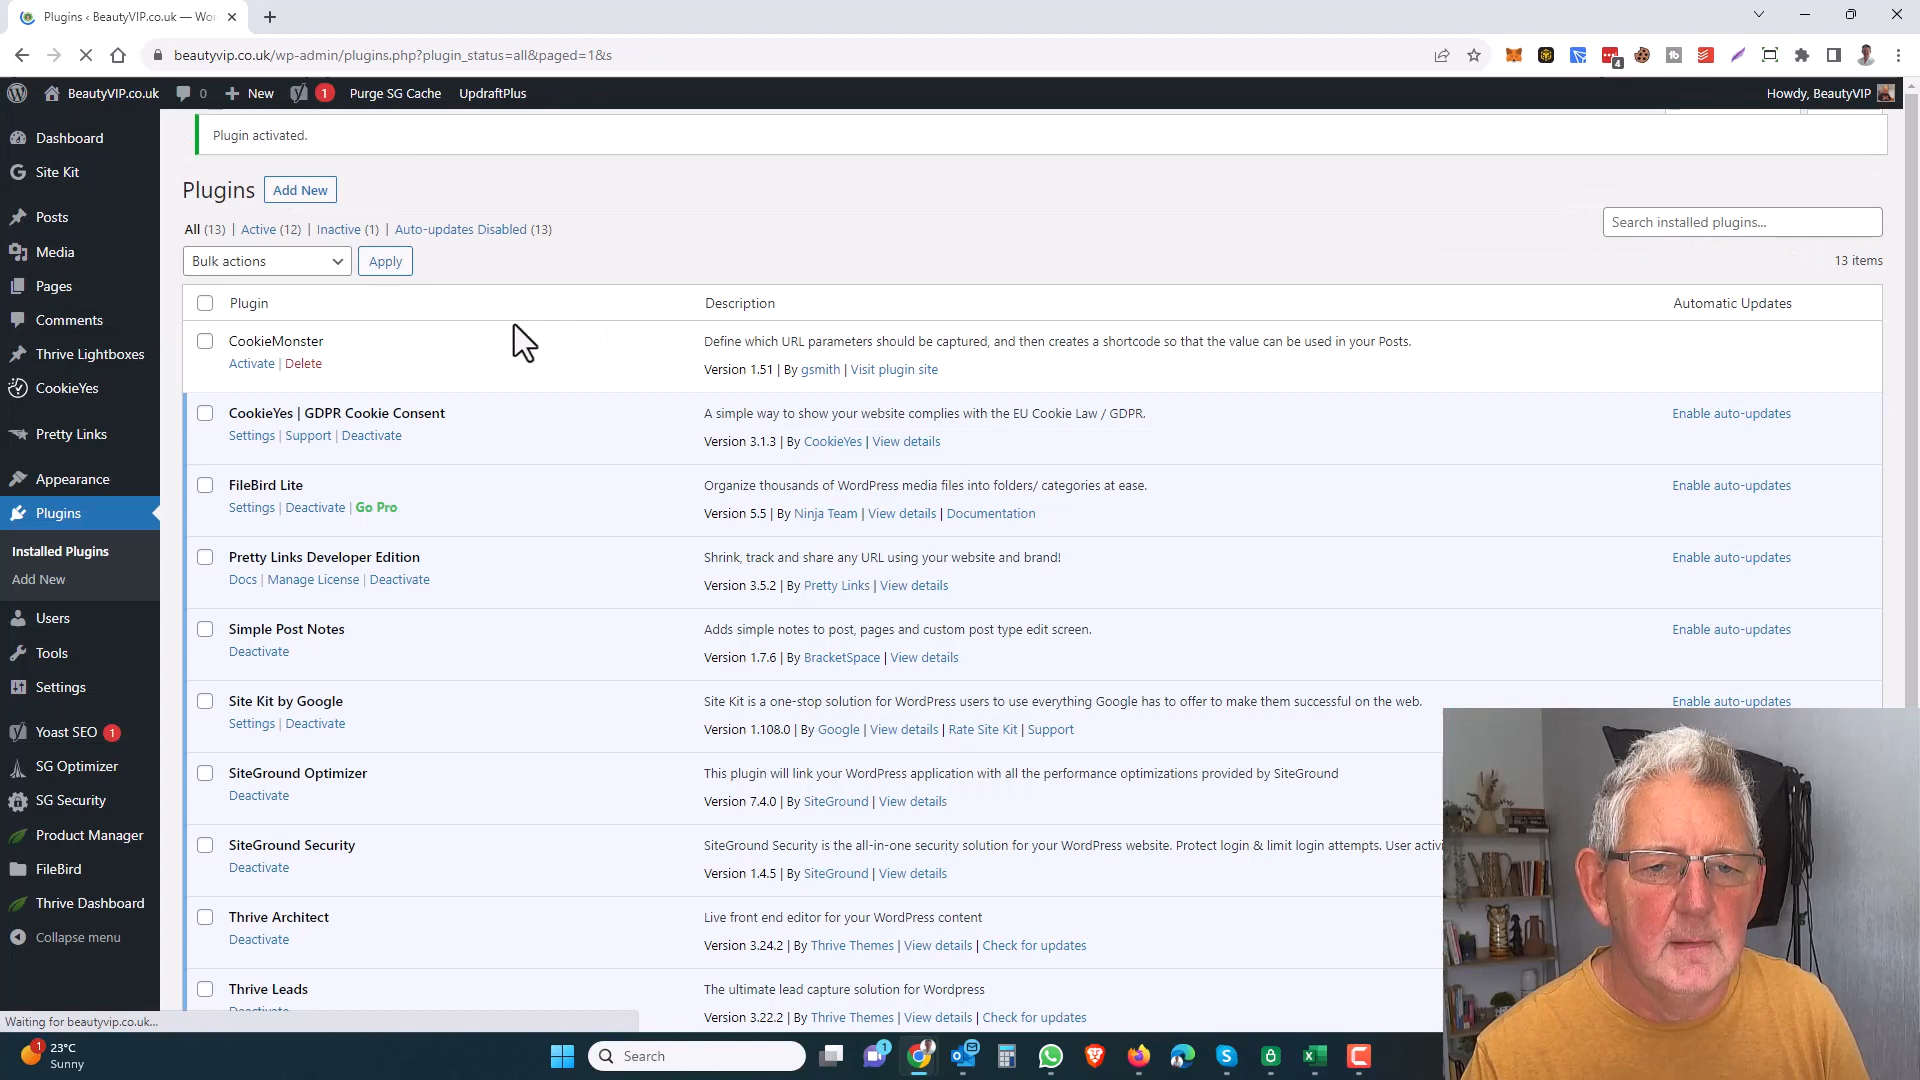 Plugins ‹ BeautyVIP.co.uk — Wor
beautyvip.co.uk/wp-admin/plugins.php?plugin_status=all&paged=1&s
4
BeautyVIP.co.uk
0
New
1
Purge SG Cache
UpdraftPlus
Howdy, BeautyVIP
Dashboard
Site Kit
Posts
Media
Pages
Comments
Thrive Lightboxes
CookieYes
Pretty Links
Appearance
Plugins
Installed Plugins
Add New
Users
Tools
Settings
Yoast SEO 1
SG Optimizer
SG Security
Product Manager
FileBird
Thrive Dashboard
Collapse menu
Plugin activated.
Plugins Add New
All (13) | Active (12) | Inactive (1) | Auto-updates Disabled (13)
Search installed plugins...
Bulk actions Apply
13 items
Plugin Description Automatic Updates
CookieMonster
Activate | Delete
Define which URL parameters should be captured, and then creates a shortcode so that the value can be used in your Posts.
Version 1.51 | By gsmith | Visit plugin site
CookieYes | GDPR Cookie Consent
Settings | Support | Deactivate
A simple way to show your website complies with the EU Cookie Law / GDPR.
Version 3.1.3 | By CookieYes | View details
Enable auto-updates
FileBird Lite
Settings | Deactivate | Go Pro
Organize thousands of WordPress media files into folders/ categories at ease.
Version 5.5 | By Ninja Team | View details | Documentation
Enable auto-updates
Pretty Links Developer Edition
Docs | Manage License | Deactivate
Shrink, track and share any URL using your website and brand!
Version 3.5.2 | By Pretty Links | View details
Enable auto-updates
Simple Post Notes
Deactivate
Adds simple notes to post, pages and custom post type edit screen.
Version 1.7.6 | By BracketSpace | View details
Enable auto-updates
Site Kit by Google
Settings | Deactivate
Site Kit is a one-stop solution for WordPress users to use everything Google has to offer to make them successful on the web.
Version 1.108.0 | By Google | View details | Rate Site Kit | Support
Enable auto-updates
SiteGround Optimizer
Deactivate
This plugin will link your WordPress application with all the performance optimizations provided by SiteGround
Version 7.4.0 | By SiteGround | View details
SiteGround Security
Deactivate
SiteGround Security is the all-in-one security solution for your WordPress website. Protect login & limit login attempts. User activi
Version 1.4.5 | By SiteGround | View details
Thrive Architect
Deactivate
Live front end editor for your WordPress content
Version 3.24.2 | By Thrive Themes | View details | Check for updates
Thrive Leads
Deactivate
The ultimate lead capture solution for Wordpress
Version 3.22.2 | By Thrive Themes | View details | Check for updates
Waiting for beautyvip.co.uk...
1
23°C
Sunny
Search
1